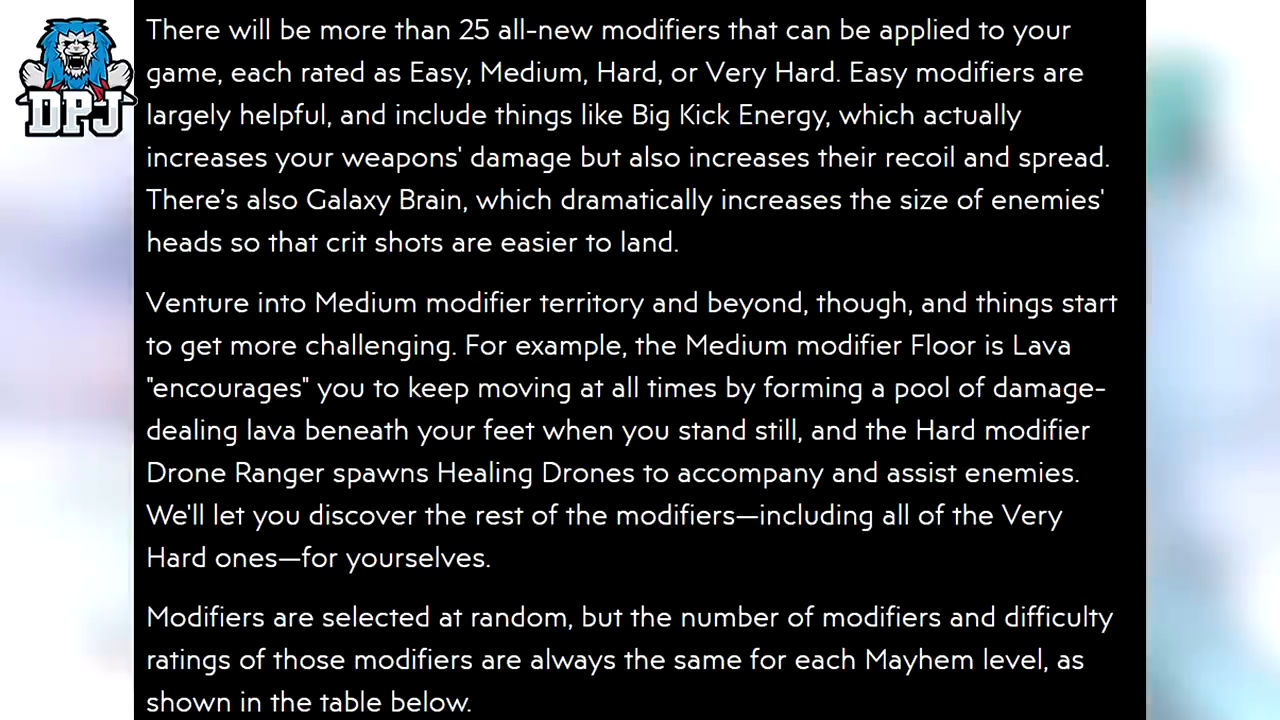 DPJ
There will be more than 25 all-new modifiers that can be applied to your
game, each rated as Easy, Medium, Hard, or Very Hard. Easy modifiers are
largely helpful, and include things like Big Kick Energy, which actually
increases your weapons' damage but also increases their recoil and spread.
There's also Galaxy Brain, which dramatically increases the size of enemies'
heads so that crit shots are easier to land.
Venture into Medium modifier territory and beyond, though, and things start
to get more challenging. For example, the Medium modifier Floor is Lava
"encourages" you to keep moving at all times by forming a pool of damage-
dealing lava beneath your feet when you stand still, and the Hard modifier
Drone Ranger spawns Healing Drones to accompany and assist enemies.
We'll let you discover the rest of the modifiers—including all of the Very
Hard ones—for yourselves.
Modifiers are selected at random, but the number of modifiers and difficulty
ratings of those modifiers are always the same for each Mayhem level, as
shown in the table below.